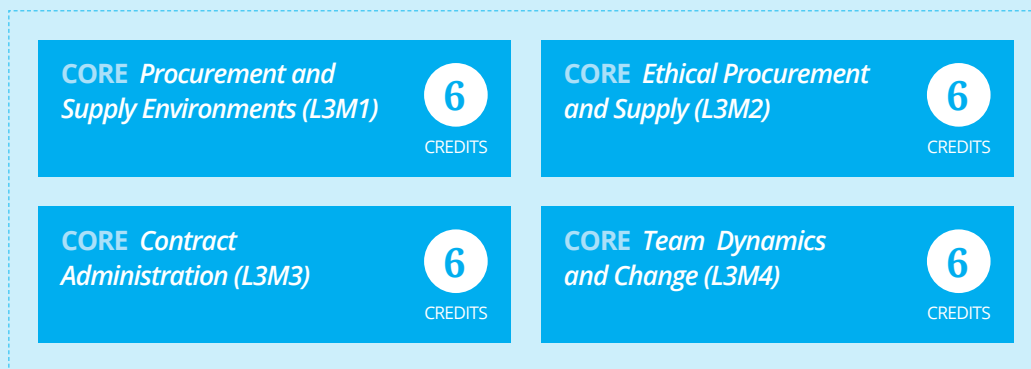 CORE Procurement and
Supply Environments (L3M1)
6
CREDITS
CORE Ethical Procurement
and Supply (L3M2)
6
CREDITS
CORE Contract
Administration (L3M3)
6
CREDITS
CORE Team Dynamics
and Change (L3M4)
6
CREDITS